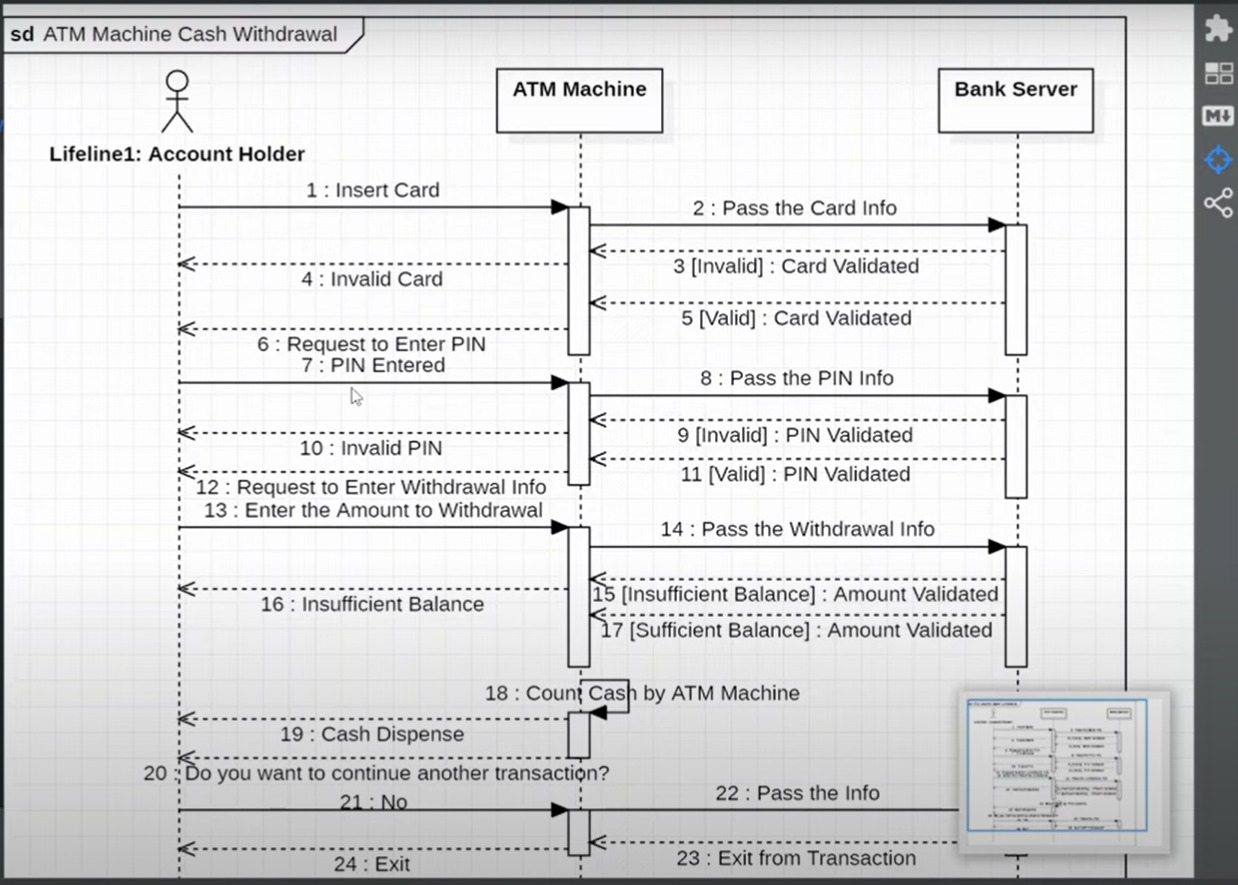 sd ATM Machine Cash Withdrawal
ATM Machine
Bank Server
Lifeline1: Account Holder
1 : Insert Card
2 : Pass the Card Info
3 [Invalid] : Card Validated
4 : Invalid Card
5 [Valid] : Card Validated
6 : Request to Enter PIN
7 : PIN Entered
8 : Pass the PIN Info
9 [Invalid] : PIN Validated
10 : Invalid PIN
11 [Valid] : PIN Validated
12 : Request to Enter Withdrawal Info
13 : Enter the Amount to Withdrawal
14 : Pass the Withdrawal Info
15 [Insufficient Balance] : Amount Validated
16 : Insufficient Balance
17 [Sufficient Balance] : Amount Validated
18 : Count Cash by ATM Machine
19 : Cash Dispense
20 : Do you want to continue another transaction?
21 : No
22 : Pass the Info
23 : Exit from Transaction
24 : Exit
M